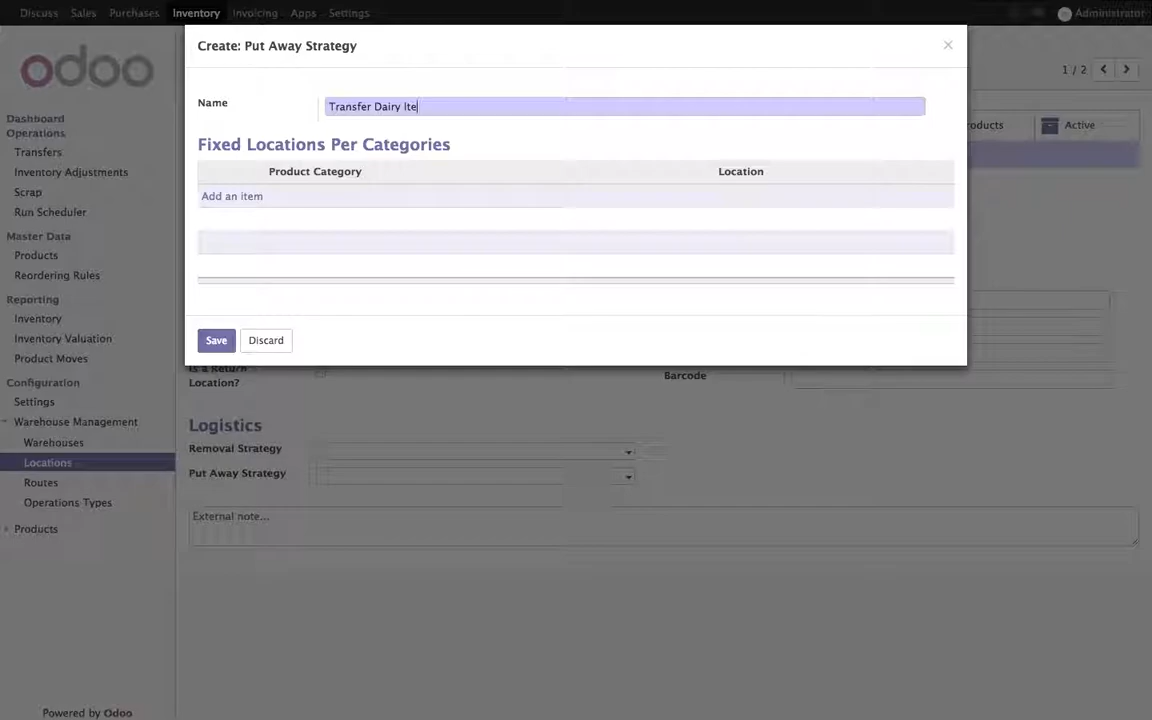 Discuss Sales Purchases Inventory Invoicing Apps Settings Administrator
Create: Put Away Strategy ×
odoo
1 / 2
Name Transfer Dairy Ite
Dashboard
Operations
Transfers
Inventory Adjustments
Scrap
Run Scheduler
Master Data
Products
Reordering Rules
Reporting
Inventory
Inventory Valuation
Product Moves
Configuration
Settings
Warehouse Management
Warehouses
Locations
Routes
Operations Types
Products
Powered by Odoo
oducts Active
Fixed Locations Per Categories
Product Category Location
Add an item
Save Discard
Is a Return
Location?
Barcode
Logistics
Removal Strategy
Put Away Strategy
External note...